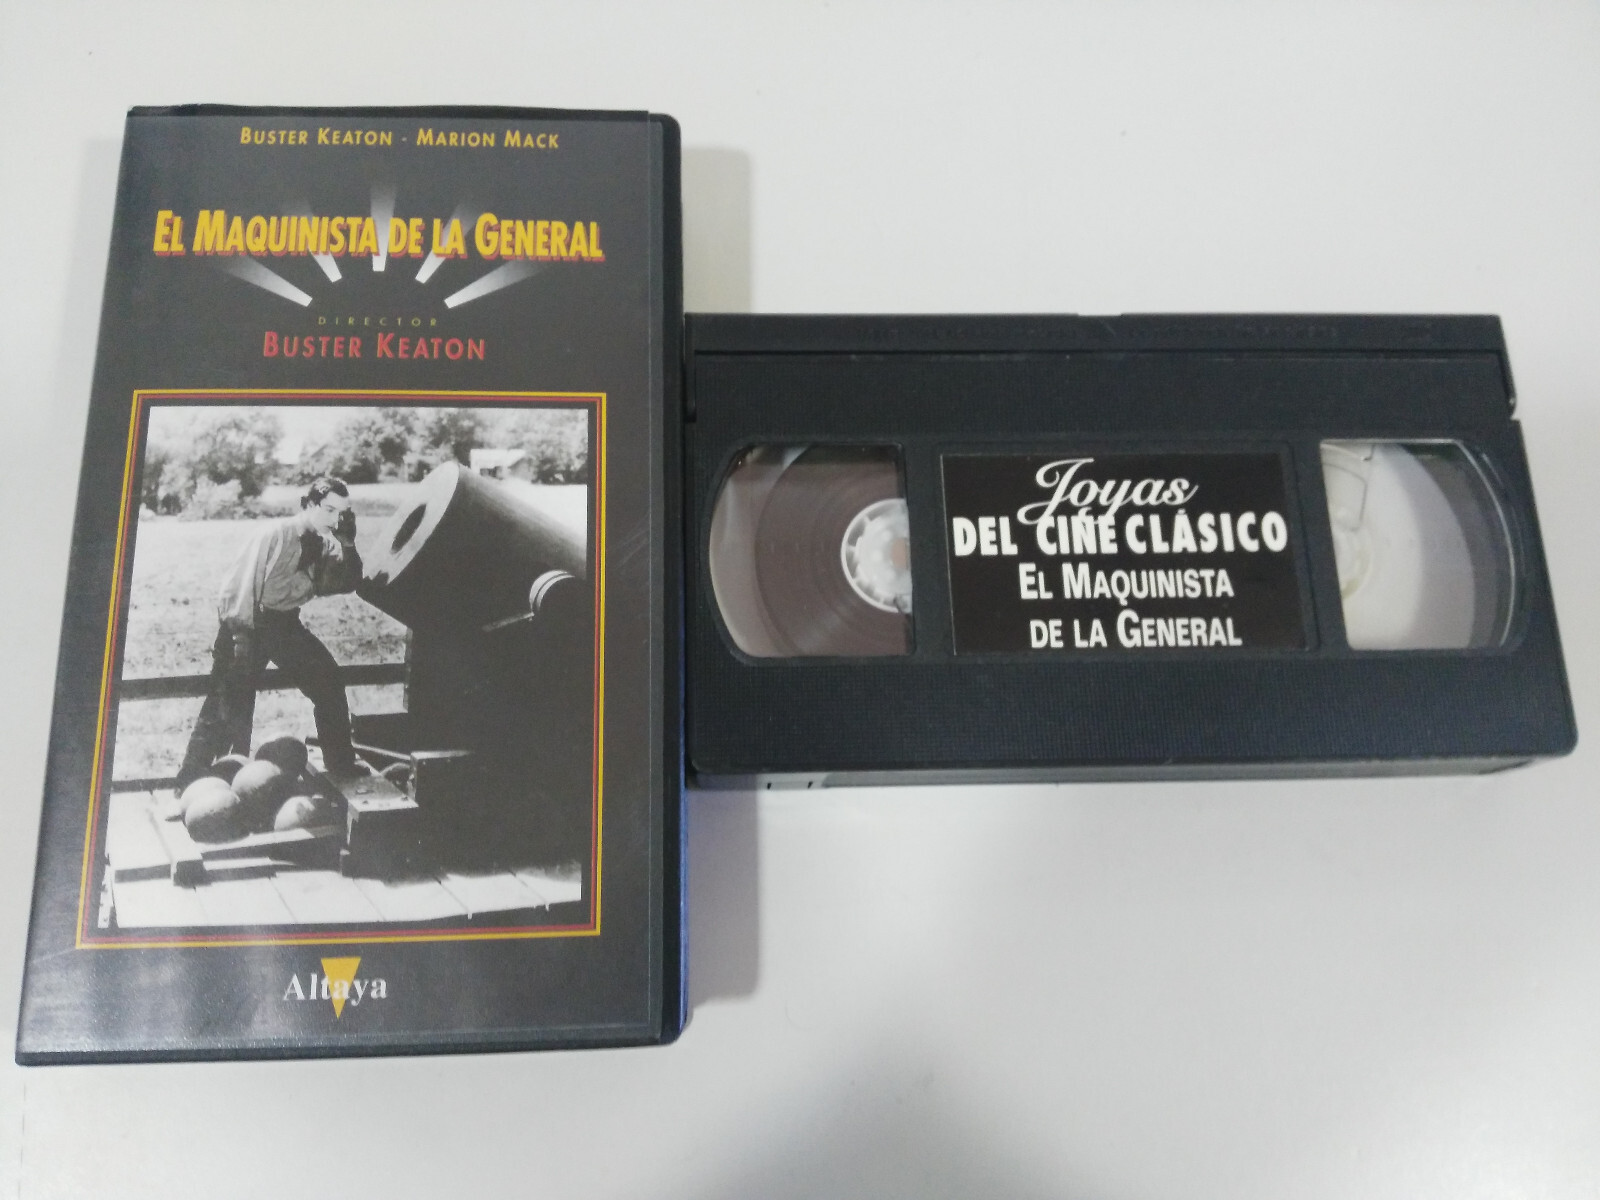 BUSTER KEATON - MARION MACK
EL MAQUINISTA DE LA GENERAL
DIRECTOR
BUSTER KEATON
Altaya
Joyas
DEL CINE CLÁSICO
EL MAQUINISTA
DE LA GENERAL